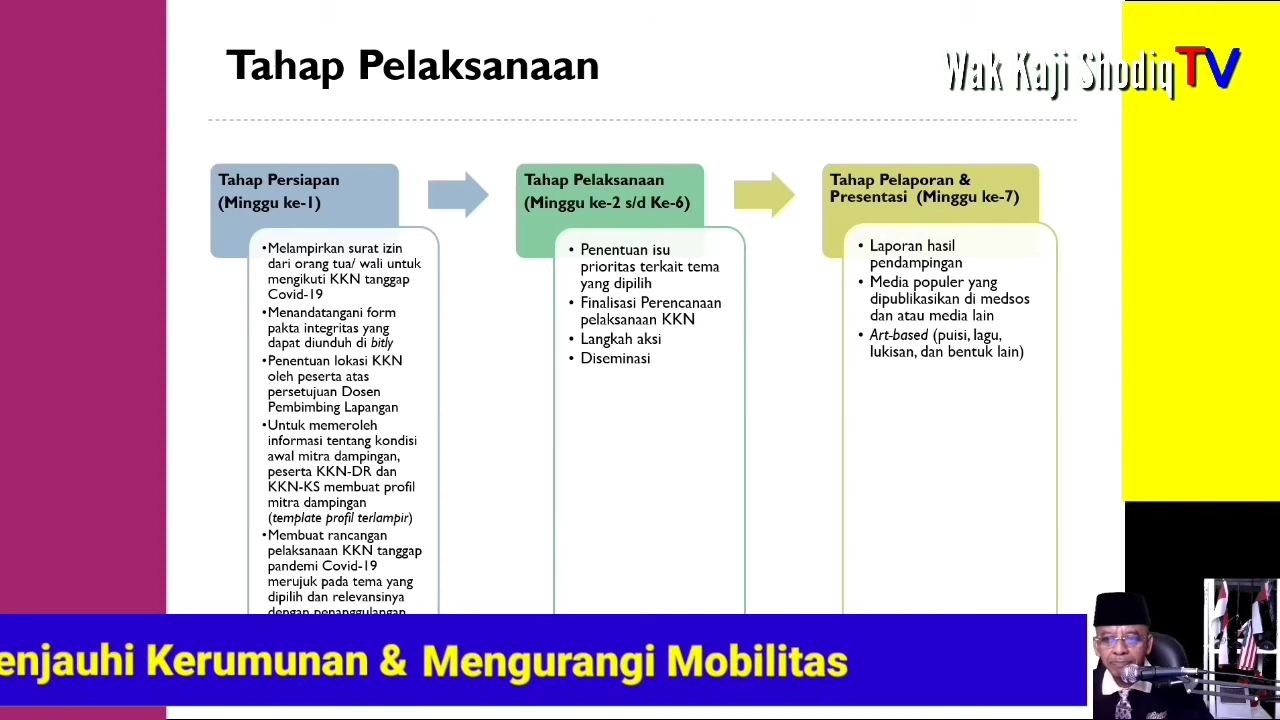 Tahap Pelaksanaan
Wak Kaji Shodiq TV
Tahap Persiapan
(Minggu ke-1)
•Melampirkan surat izin
dari orang tua/ wali untuk
mengikuti KKN tanggap
Covid-19
•Menandatangani form
pakta integritas yang
dapat diunduh di bitly
•Penentuan lokasi KKN
oleh peserta atas
persetujuan Dosen
Pembimbing Lapangan
•Untuk memeroleh
informasi tentang kondisi
awal mitra dampingan,
peserta KKN-DR dan
KKN-KS membuat profil
mitra dampingan
(template profil terlampir)
•Membuat rancangan
pelaksanaan KKN tanggap
pandemi Covid-19
merujuk pada tema yang
dipilih dan relevansinya
dengan penanggulangan
Tahap Pelaksanaan
(Minggu ke-2 s/d Ke-6)
• Penentuan isu
prioritas terkait tema
yang dipilih
• Finalisasi Perencanaan
pelaksanaan KKN
• Langkah aksi
• Diseminasi
Tahap Pelaporan &
Presentasi (Minggu ke-7)
• Laporan hasil
pendampingan
• Media populer yang
dipublikasikan di medsos
dan atau media lain
• Art-based (puisi, lagu,
lukisan, dan bentuk lain)
enjauhi Kerumunan & Mengurangi Mobilitas